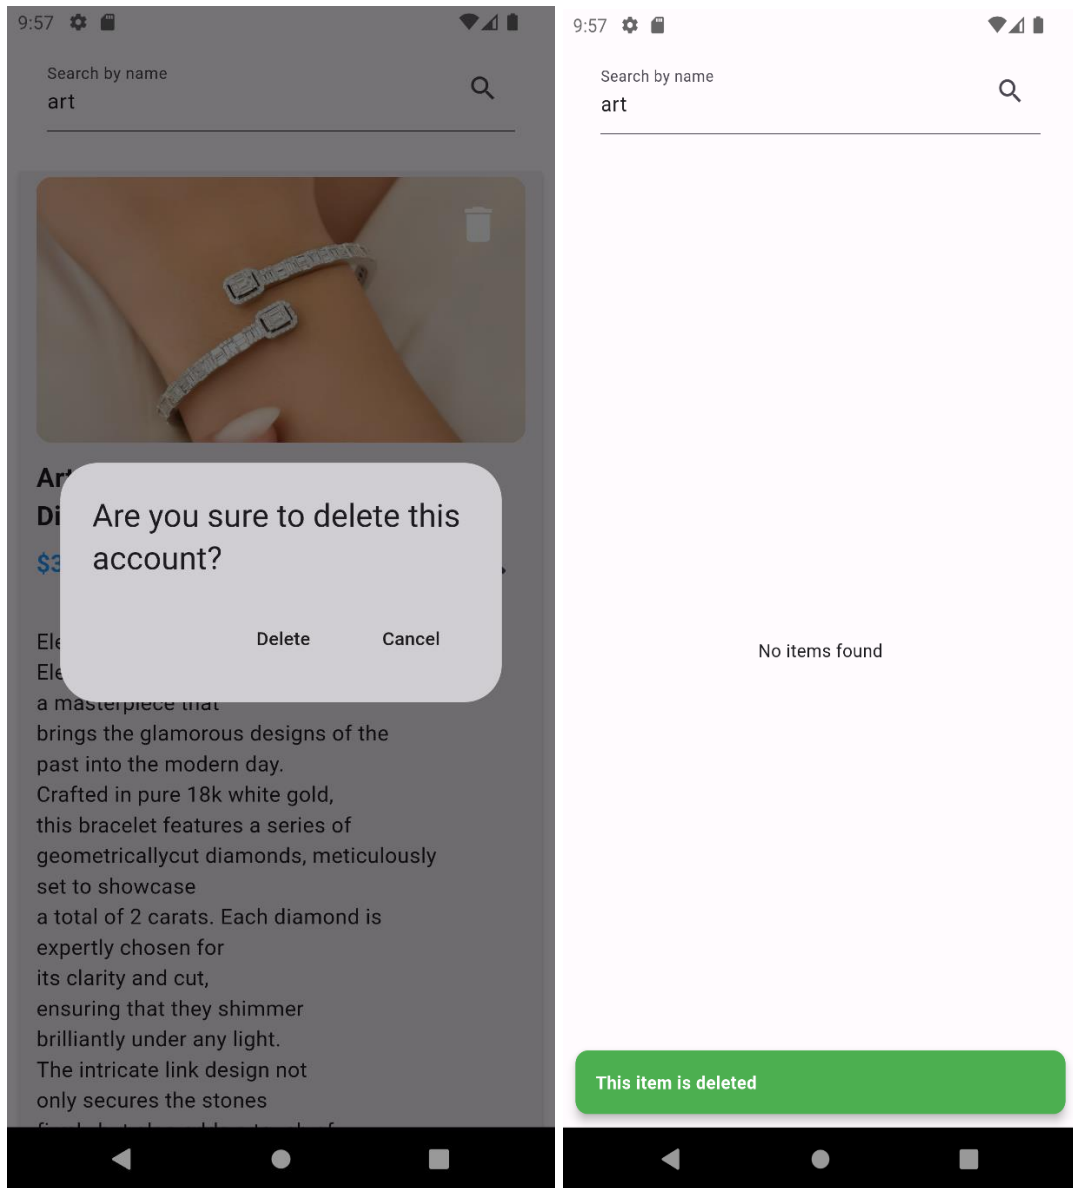 9:57
Search by name
art
Are you sure to delete this
account?
Delete
Cancel
a masterpiece that
brings the glamorous designs of the
past into the modern day.
Crafted in pure 18k white gold,
this bracelet features a series of
geometricallycut diamonds, meticulously
set to showcase
a total of 2 carats. Each diamond is
expertly chosen for
its clarity and cut,
ensuring that they shimmer
brilliantly under any light.
The intricate link design not
only secures the stones
9:57
Search by name
art
No items found
This item is deleted